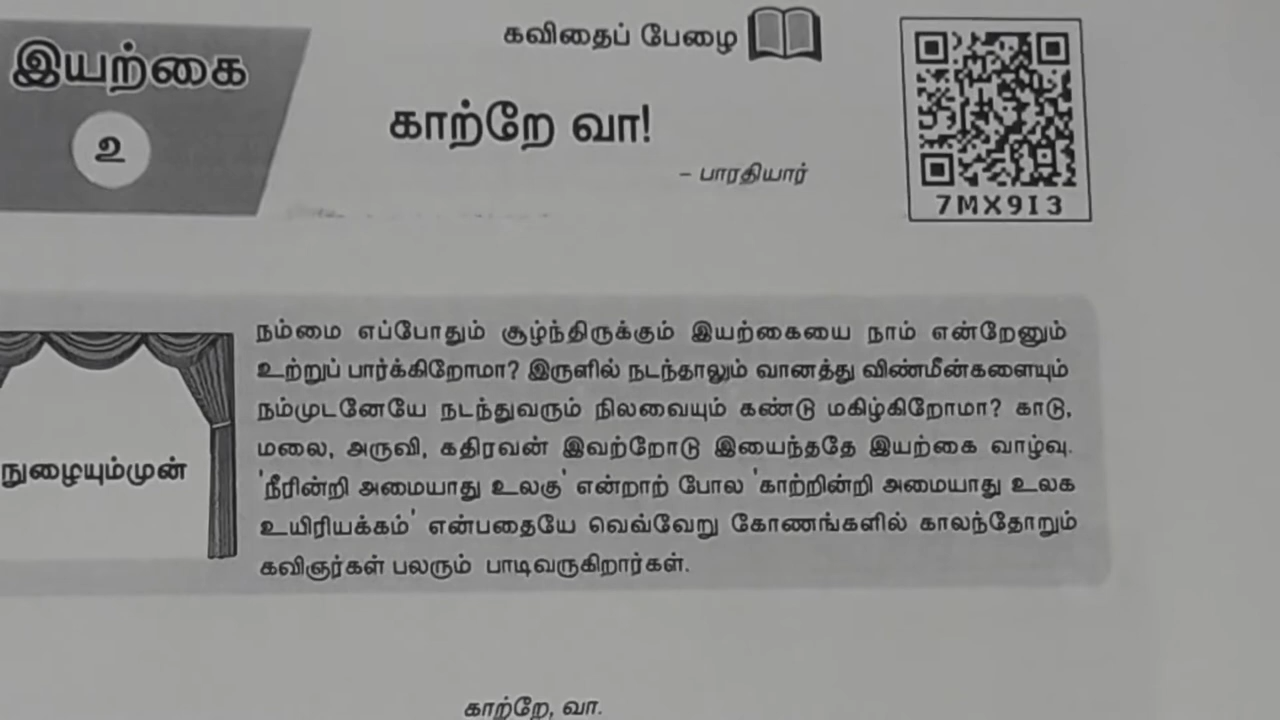 கவிதைப் பேழை
இயற்கை
உ
காற்றே வா!
– பாரதியார்
7MX9I3
நுழையும்முன்
நம்மை எப்போதும் சூழ்ந்திருக்கும் இயற்கையை நாம் என்றேனும்
உற்றுப் பார்க்கிறோமா? இருளில் நடந்தாலும் வானத்து விண்மீன்களையும்
நம்முடனேயே நடந்துவரும் நிலவையும் கண்டு மகிழ்கிறோமா? காடு,
மலை, அருவி, கதிரவன் இவற்றோடு இயைந்ததே இயற்கை வாழ்வு.
'நீரின்றி அமையாது உலகு' என்றாற் போல 'காற்றின்றி அமையாது உலக
உயிரியக்கம்' என்பதையே வெவ்வேறு கோணங்களில் காலந்தோறும்
கவிஞர்கள் பலரும் பாடிவருகிறார்கள்.
காற்றே, வா.